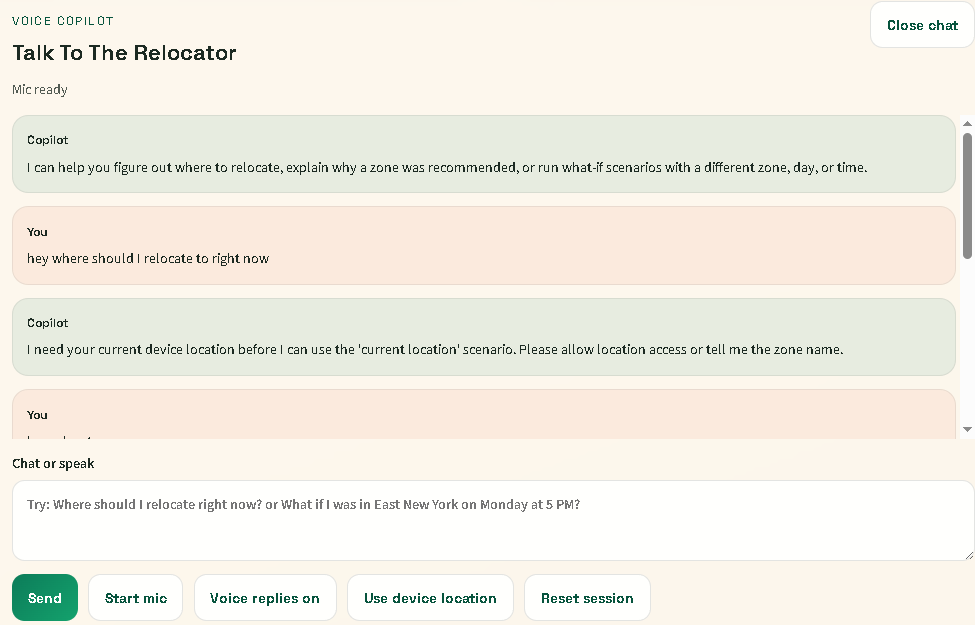 VOICE COPILOT
Close chat
Talk To The Relocator
Mic ready
Copilot
I can help you figure out where to relocate, explain why a zone was recommended, or run what-if scenarios with a different zone, day, or time.
You
hey where should I relocate to right now
Copilot
I need your current device location before I can use the 'current location' scenario. Please allow location access or tell me the zone name.
You
Chat or speak
Try: Where should I relocate right now? or What if I was in East New York on Monday at 5 PM?
Send
Start mic
Voice replies on
Use device location
Reset session